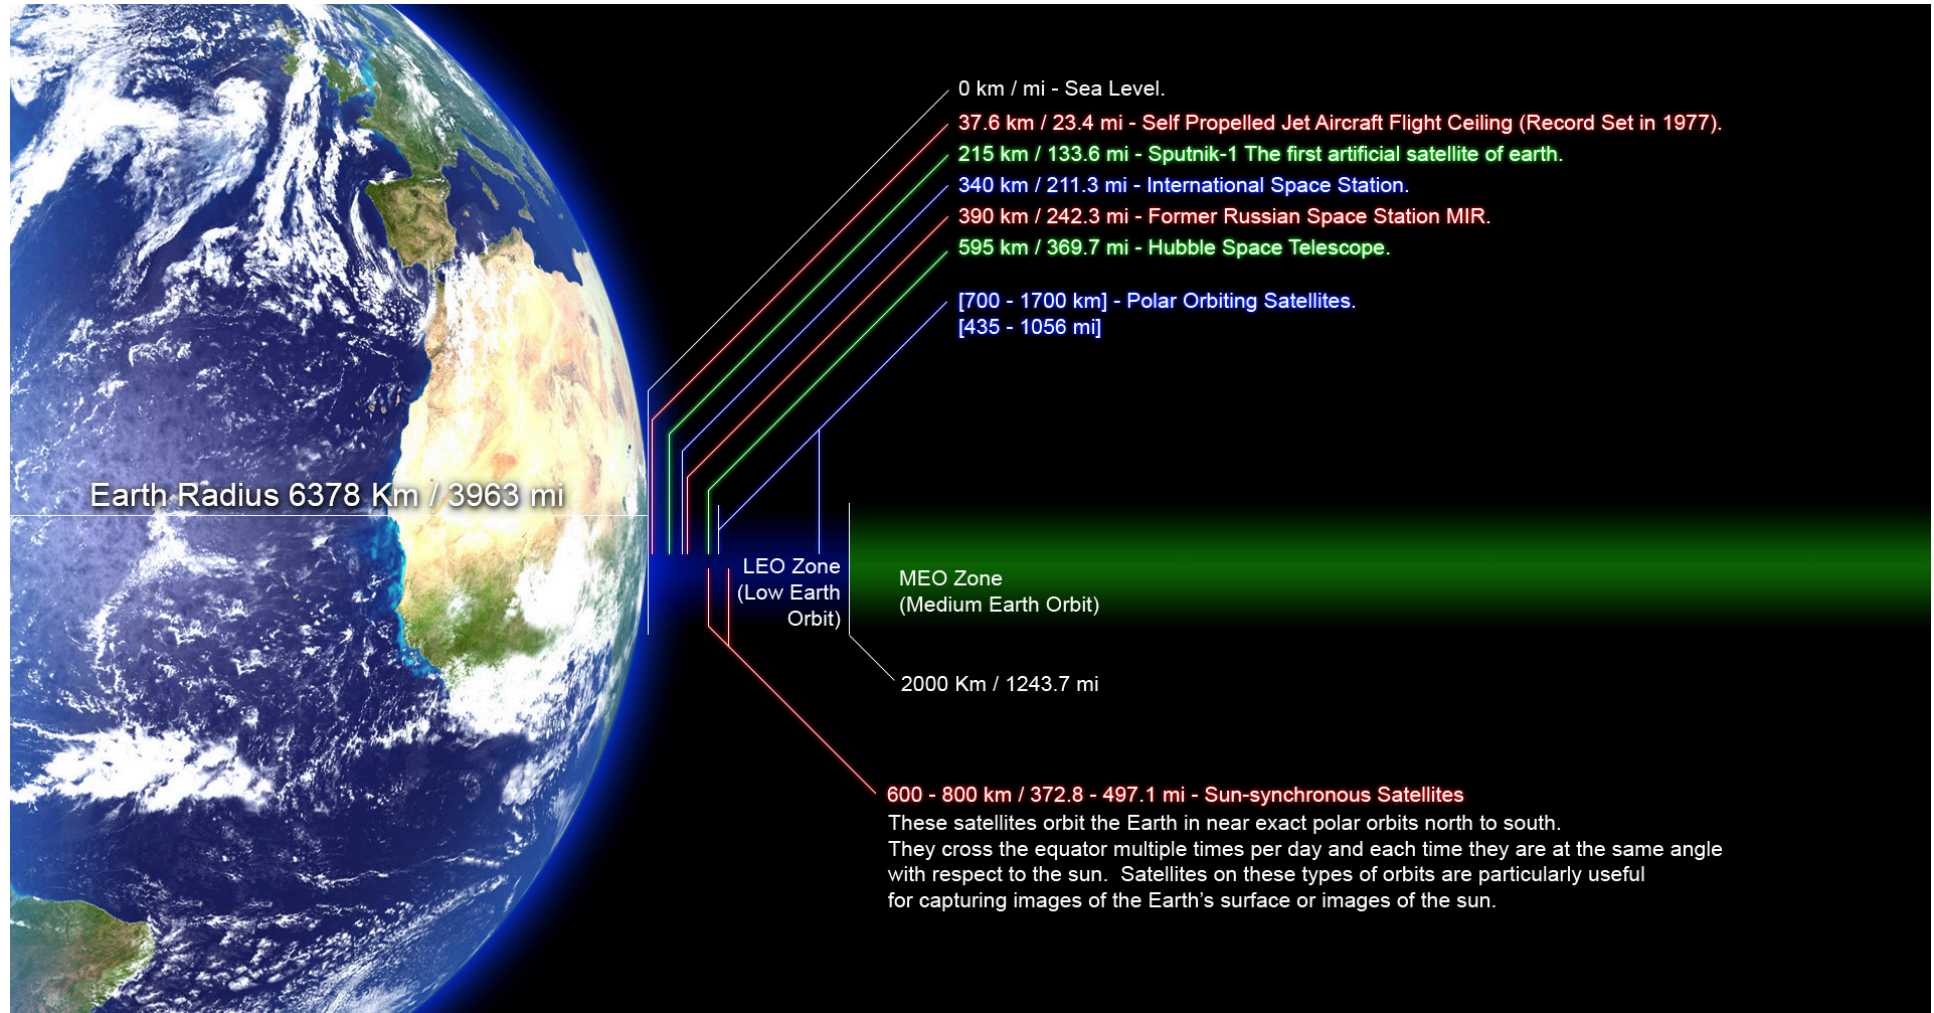 0 km / mi - Sea Level.
37.6 km / 23.4 mi - Self Propelled Jet Aircraft Flight Ceiling (Record Set in 1977).
215 km / 133.6 mi - Sputnik-1 The first artificial satellite of earth.
340 km / 211.3 mi - International Space Station.
390 km / 242.3 mi - Former Russian Space Station MIR.
595 km / 369.7 mi - Hubble Space Telescope.
[700 - 1700 km] - Polar Orbiting Satellites.
[435 - 1056 mi]
Earth Radius 6378 Km / 3963 mi
LEO Zone
(Low Earth
Orbit)
MEO Zone
(Medium Earth Orbit)
2000 Km / 1243.7 mi
600 - 800 km / 372.8 - 497.1 mi - Sun-synchronous Satellites
These satellites orbit the Earth in near exact polar orbits north to south.
They cross the equator multiple times per day and each time they are at the same angle
with respect to the sun.  Satellites on these types of orbits are particularly useful
for capturing images of the Earth's surface or images of the sun.